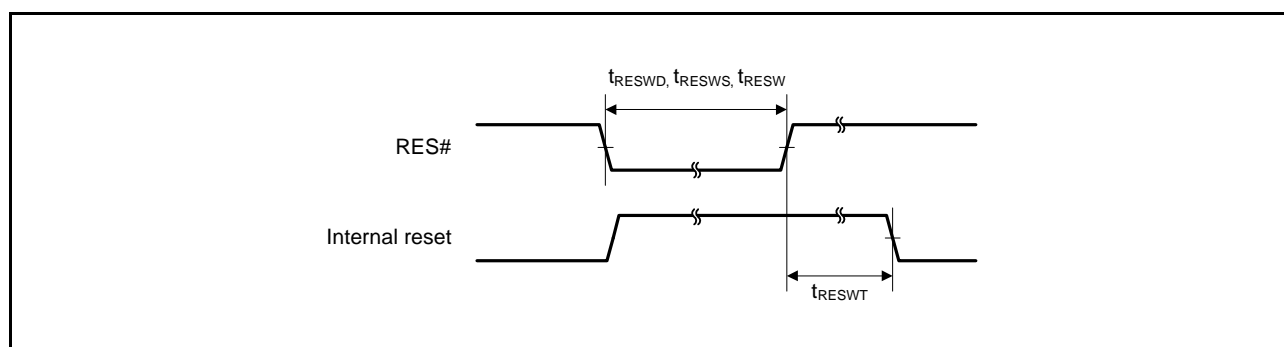 tRESWD, tRESWS, tRESW
RES#
Internal reset
tRESWT